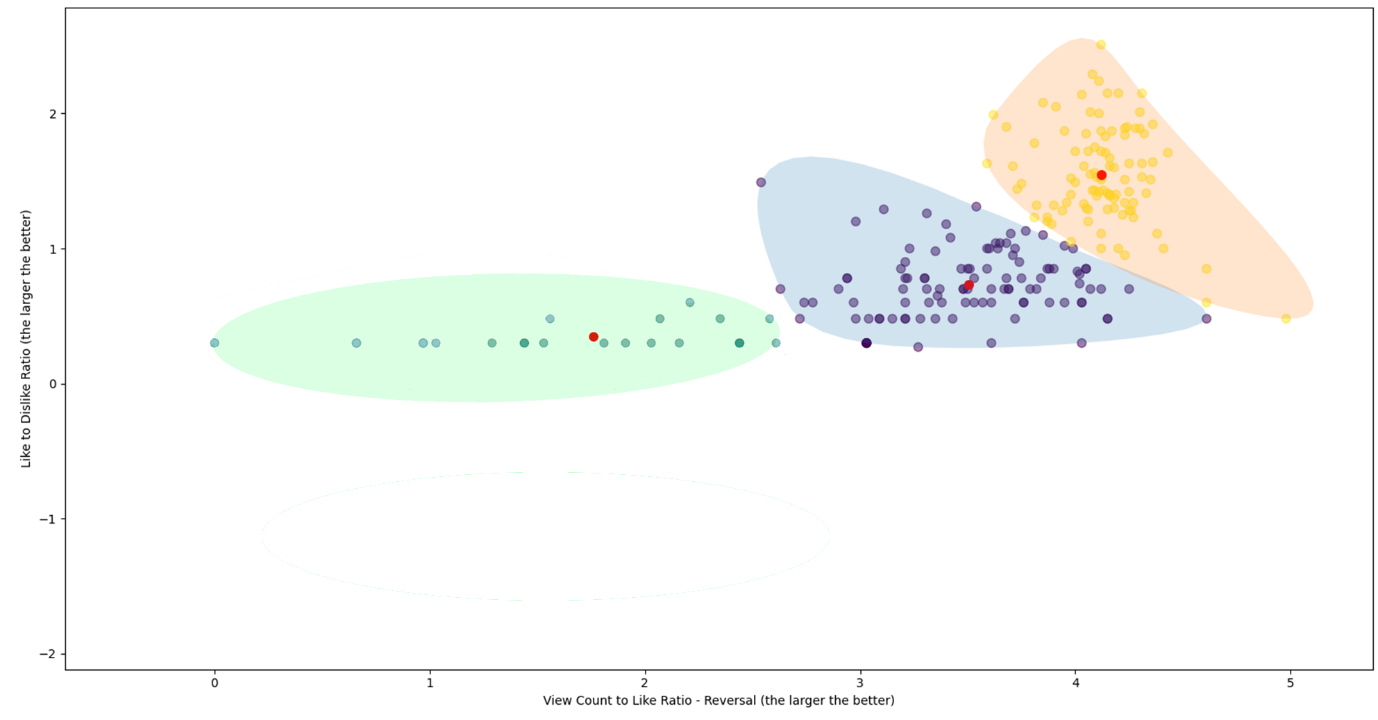 Like to Dislike Ratio (the larger the better)
2
1
0
−1
−2
0 1 2 3 4 5
View Count to Like Ratio - Reversal (the larger the better)